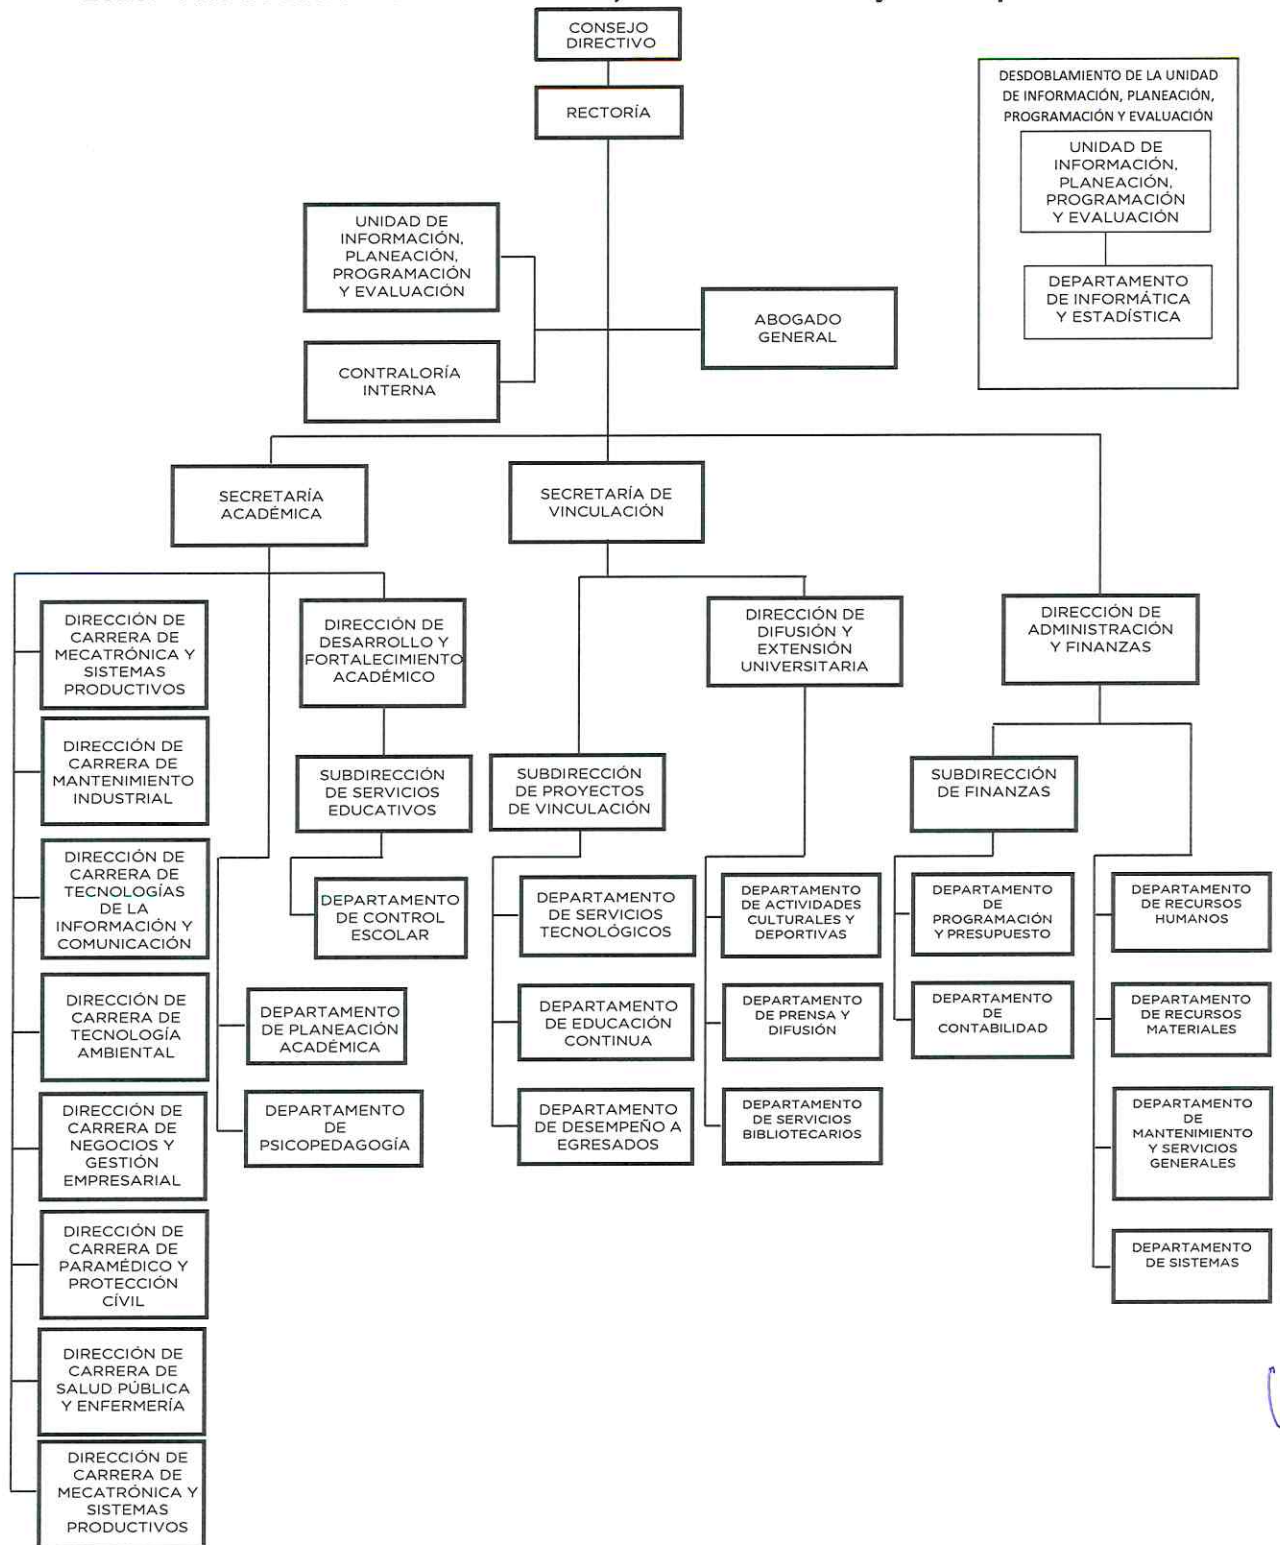 CONSEJO
DIRECTIVO
RECTORÍA
DESDOBLAMIENTO DE LA UNIDAD
DE INFORMACIÓN, PLANEACIÓN,
PROGRAMACIÓN Y EVALUACIÓN
UNIDAD DE
INFORMACIÓN,
PLANEACIÓN,
PROGRAMACIÓN
Y EVALUACIÓN
DEPARTAMENTO
DE INFORMÁTICA
Y ESTADÍSTICA
UNIDAD DE
INFORMACIÓN,
PLANEACIÓN,
PROGRAMACIÓN
Y EVALUACIÓN
ABOGADO
GENERAL
CONTRALORÍA
INTERNA
SECRETARÍA
ACADÉMICA
SECRETARÍA DE
VINCULACIÓN
DIRECCIÓN DE
ADMINISTRACIÓN
Y FINANZAS
DIRECCIÓN DE
CARRERA DE
MECATRÓNICA Y
SISTEMAS
PRODUCTIVOS
DIRECCIÓN DE
CARRERA DE
MANTENIMIENTO
INDUSTRIAL
DIRECCIÓN DE
CARRERA DE
TECNOLOGÍAS
DE LA
INFORMACIÓN Y
COMUNICACIÓN
DIRECCIÓN DE
CARRERA DE
TECNOLOGÍA
AMBIENTAL
DIRECCIÓN DE
CARRERA DE
NEGOCIOS Y
GESTIÓN
EMPRESARIAL
DIRECCIÓN DE
CARRERA DE
PARAMÉDICO Y
PROTECCIÓN
CÍVIL
DIRECCIÓN DE
CARRERA DE
SALUD PÚBLICA
Y ENFERMERÍA
DIRECCIÓN DE
CARRERA DE
MECATRÓNICA Y
SISTEMAS
PRODUCTIVOS
DIRECCIÓN DE
DESARROLLO Y
FORTALECIMIENTO
ACADÉMICO
SUBDIRECCIÓN
DE SERVICIOS
EDUCATIVOS
DEPARTAMENTO
DE CONTROL
ESCOLAR
DEPARTAMENTO
DE PLANEACIÓN
ACADÉMICA
DEPARTAMENTO
DE
PSICOPEDAGOGÍA
DIRECCIÓN DE
DIFUSIÓN Y
EXTENSIÓN
UNIVERSITARIA
SUBDIRECCIÓN
DE PROYECTOS
DE VINCULACIÓN
DEPARTAMENTO
DE SERVICIOS
TECNOLÓGICOS
DEPARTAMENTO
DE EDUCACIÓN
CONTINUA
DEPARTAMENTO
DE DESEMPEÑO A
EGRESADOS
DEPARTAMENTO
DE ACTIVIDADES
CULTURALES Y
DEPORTIVAS
DEPARTAMENTO
DE PRENSA Y
DIFUSIÓN
DEPARTAMENTO
DE SERVICIOS
BIBLIOTECARIOS
SUBDIRECCIÓN
DE FINANZAS
DEPARTAMENTO
DE
PROGRAMACIÓN
Y PRESUPUESTO
DEPARTAMENTO
DE
CONTABILIDAD
DEPARTAMENTO
DE RECURSOS
HUMANOS
DEPARTAMENTO
DE RECURSOS
MATERIALES
DEPARTAMENTO
DE
MANTENIMIENTO
Y SERVICIOS
GENERALES
DEPARTAMENTO
DE SISTEMAS